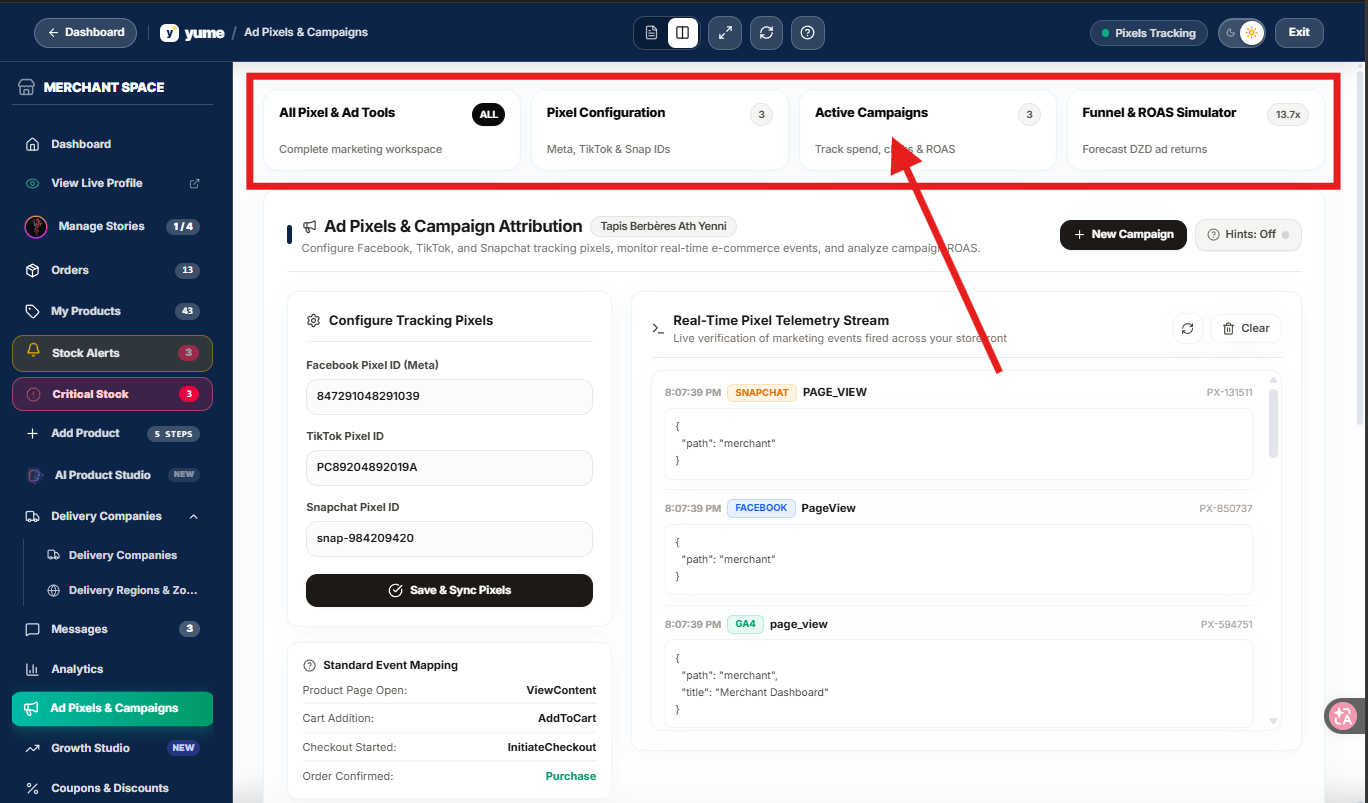 Dashboard
y yume / Ad Pixels & Campaigns
Pixels Tracking
Exit
MERCHANT SPACE
Dashboard
View Live Profile
Manage Stories 1 / 4
Orders 13
My Products 43
Stock Alerts 3
Critical Stock 3
Add Product 5 STEPS
AI Product Studio NEW
Delivery Companies
Delivery Companies
Delivery Regions & Zo...
Messages 3
Analytics
Ad Pixels & Campaigns
Growth Studio NEW
Coupons & Discounts
All Pixel & Ad Tools ALL
Complete marketing workspace
Pixel Configuration 3
Meta, TikTok & Snap IDs
Active Campaigns 3
Track spend, & ROAS
Funnel & ROAS Simulator 13.7x
Forecast DZD ad returns
Ad Pixels & Campaign Attribution Tapis Berbères Ath Yenni
Configure Facebook, TikTok, and Snapchat tracking pixels, monitor real-time e-commerce events, and analyze campaign ROAS.
New Campaign
Hints: Off
Configure Tracking Pixels
Facebook Pixel ID (Meta)
847291048291039
TikTok Pixel ID
PC89204892019A
Snapchat Pixel ID
snap-984209420
Save & Sync Pixels
Standard Event Mapping
Product Page Open: ViewContent
Cart Addition: AddToCart
Checkout Started: InitiateCheckout
Order Confirmed: Purchase
Real-Time Pixel Telemetry Stream
Live verification of marketing events fired across your storefront
Clear
8:07:39 PM SNAPCHAT PAGE_VIEW PX-131511
{
"path": "merchant"
}
8:07:39 PM FACEBOOK PageView PX-850737
{
"path": "merchant"
}
8:07:39 PM GA4 page_view PX-594751
{
"path": "merchant",
"title": "Merchant Dashboard"
}